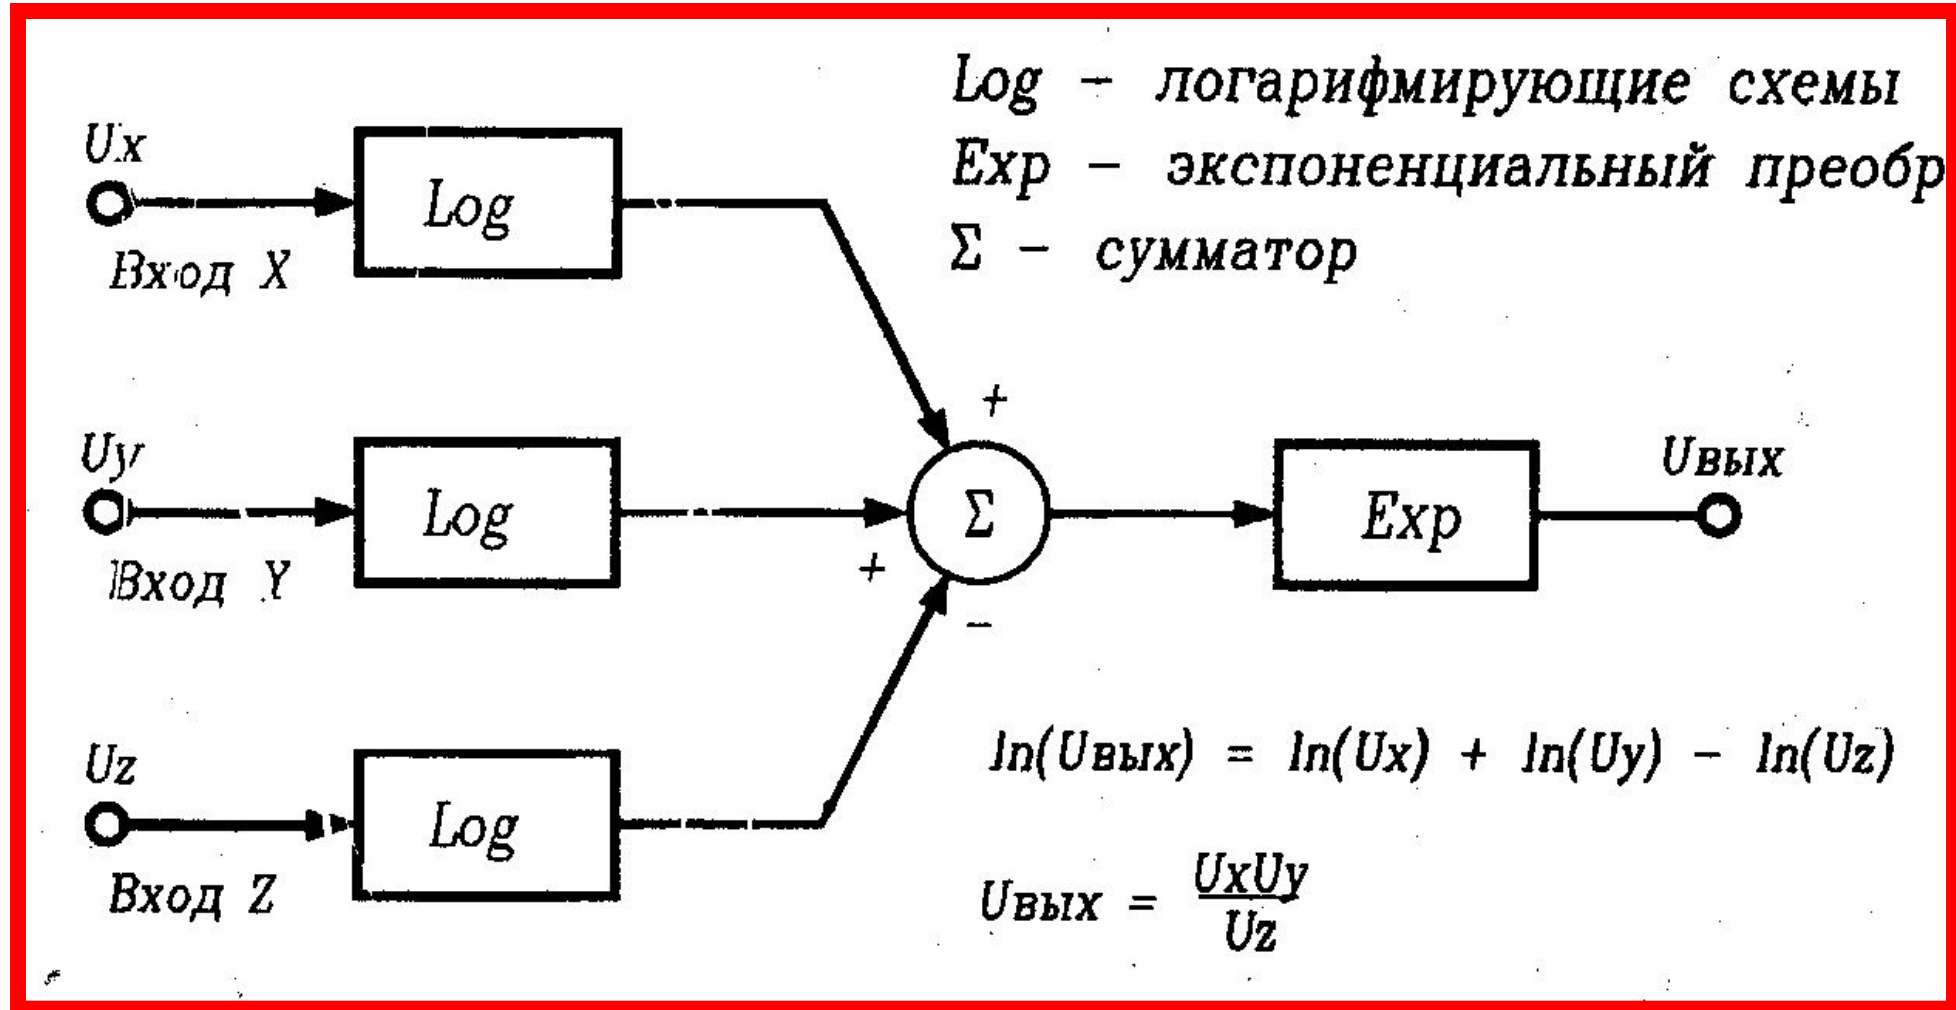 Log – логарифмирующие схемы
Exp – экспоненциальный преобр
Σ – сумматор
Ux
Log
Вход X
+
Uy
Log
Σ
Exp
Uвых
Вход Y
+
–
Uz
Log
Вход Z
ln(Uвых) = ln(Ux) + ln(Uy) – ln(Uz)
Uвых = UxUy
Uz